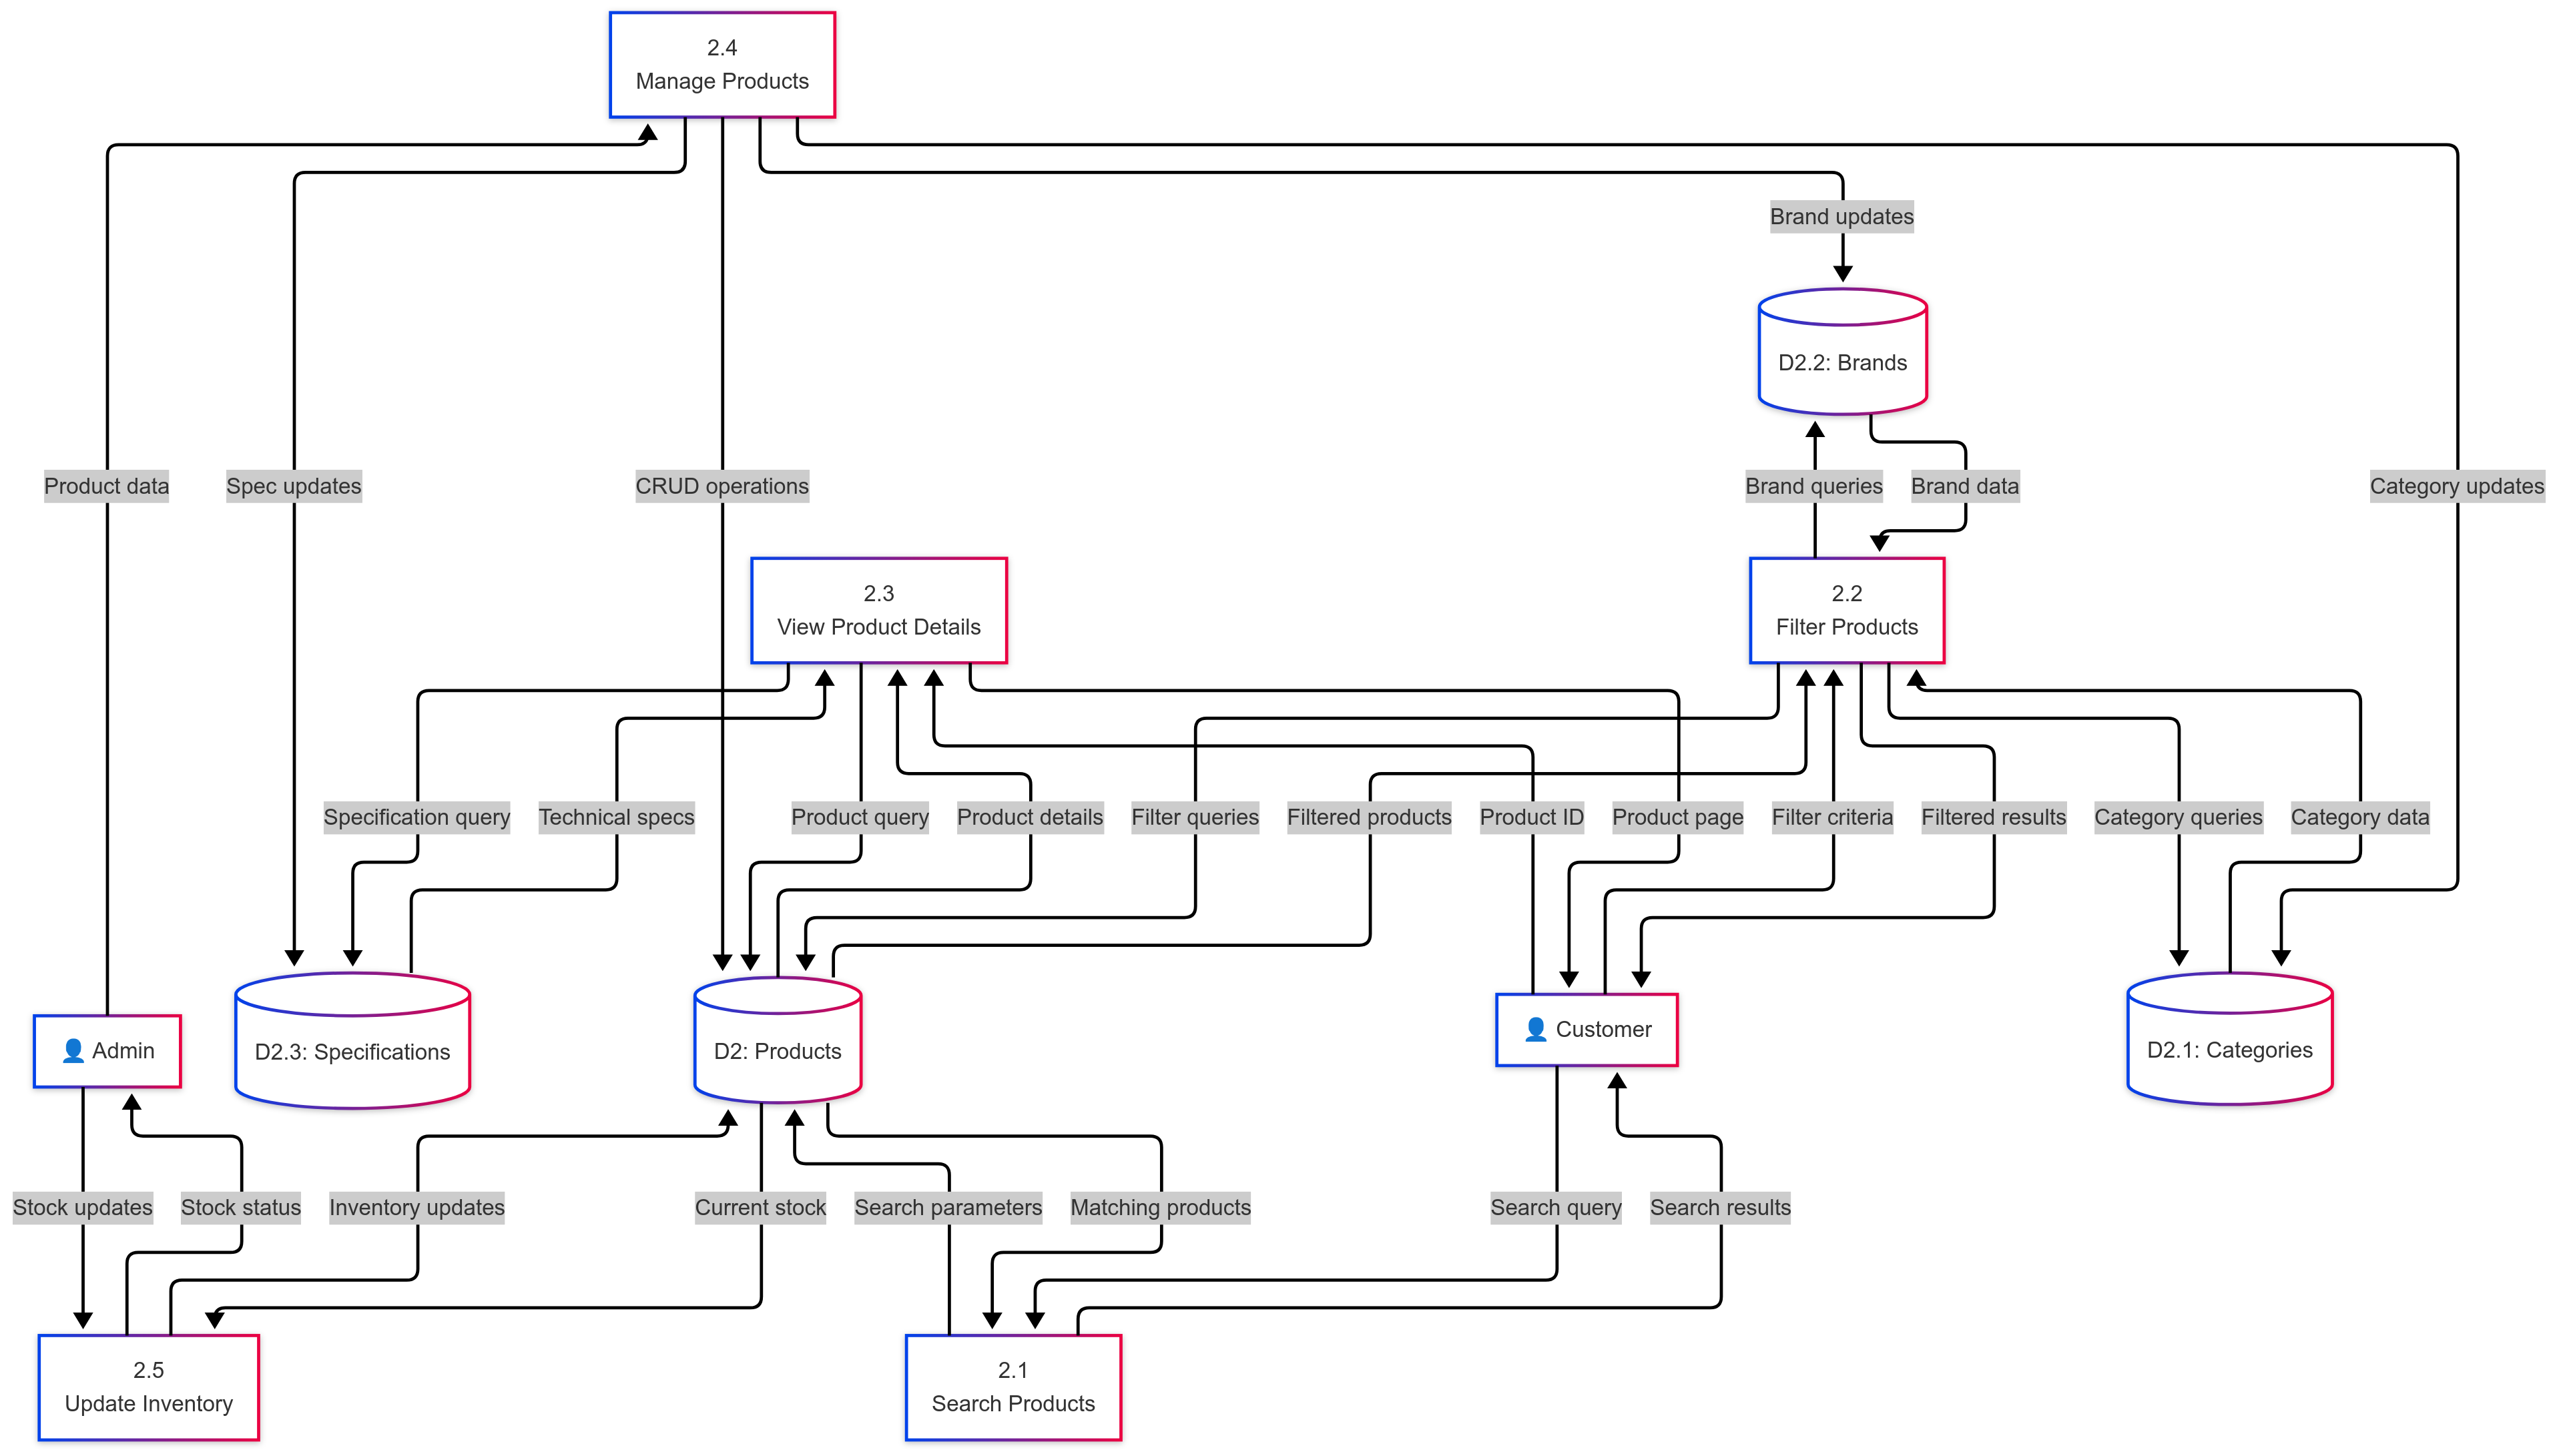 2.4
Manage Products
Brand updates
D2.2: Brands
Product data
Spec updates
CRUD operations
Brand queries
Brand data
Category updates
2.3
View Product Details
2.2
Filter Products
Specification query
Technical specs
Product query
Product details
Filter queries
Filtered products
Product ID
Product page
Filter criteria
Filtered results
Category queries
Category data
Admin
D2.3: Specifications
D2: Products
Customer
D2.1: Categories
Stock updates
Stock status
Inventory updates
Current stock
Search parameters
Matching products
Search query
Search results
2.5
Update Inventory
2.1
Search Products